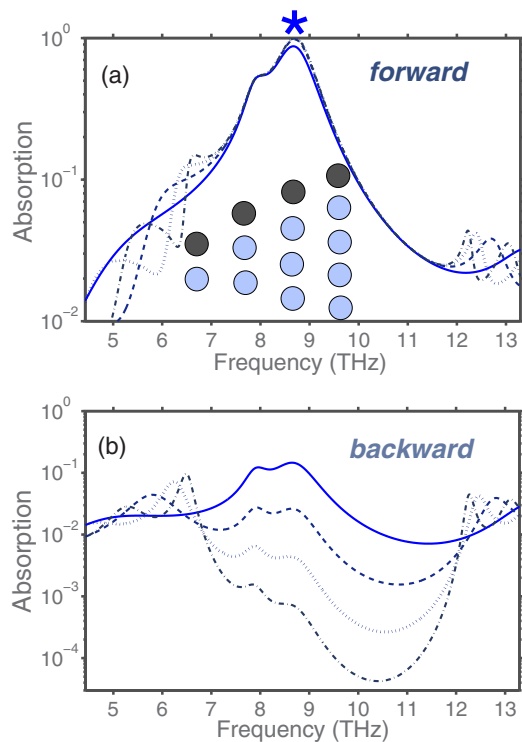 *
10^0
(a)
forward
10^-1
Absorption
10^-2
5 6 7 8 9 10 11 12 13
Frequency (THz)
10^0
(b)
backward
10^-1
10^-2
Absorption
10^-3
10^-4
5 6 7 8 9 10 11 12 13
Frequency (THz)